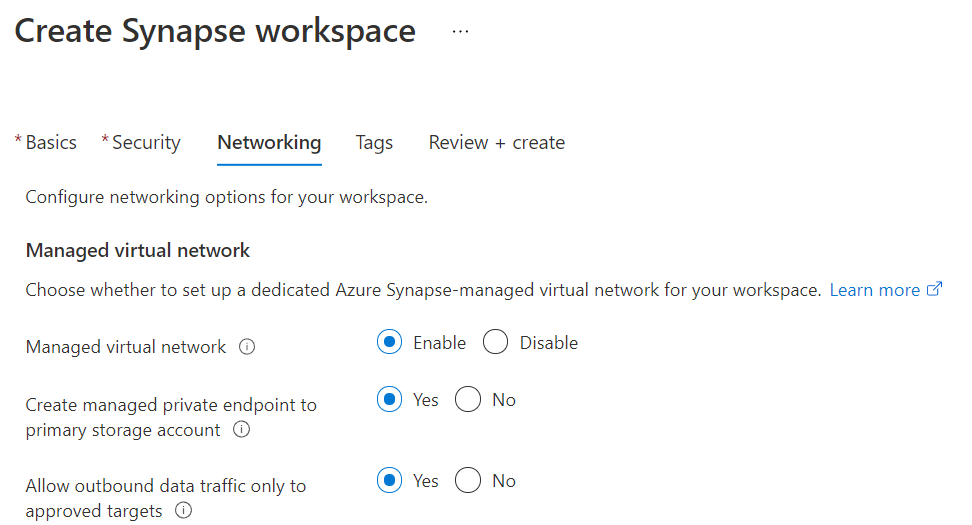 Create Synapse workspace ...
* Basics * Security Networking Tags Review + create
Configure networking options for your workspace.
Managed virtual network
Choose whether to set up a dedicated Azure Synapse-managed virtual network for your workspace. Learn more
Managed virtual network Enable Disable
Create managed private endpoint to
primary storage account Yes No
Allow outbound data traffic only to
approved targets Yes No